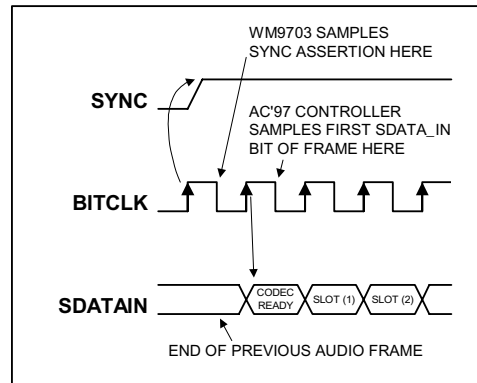 WM9703 SAMPLES
SYNC ASSERTION HERE
SYNC
AC'97 CONTROLLER
SAMPLES FIRST SDATA_IN
BIT OF FRAME HERE
BITCLK
SDATAIN
CODEC
READY
SLOT (1)
SLOT (2)
END OF PREVIOUS AUDIO FRAME